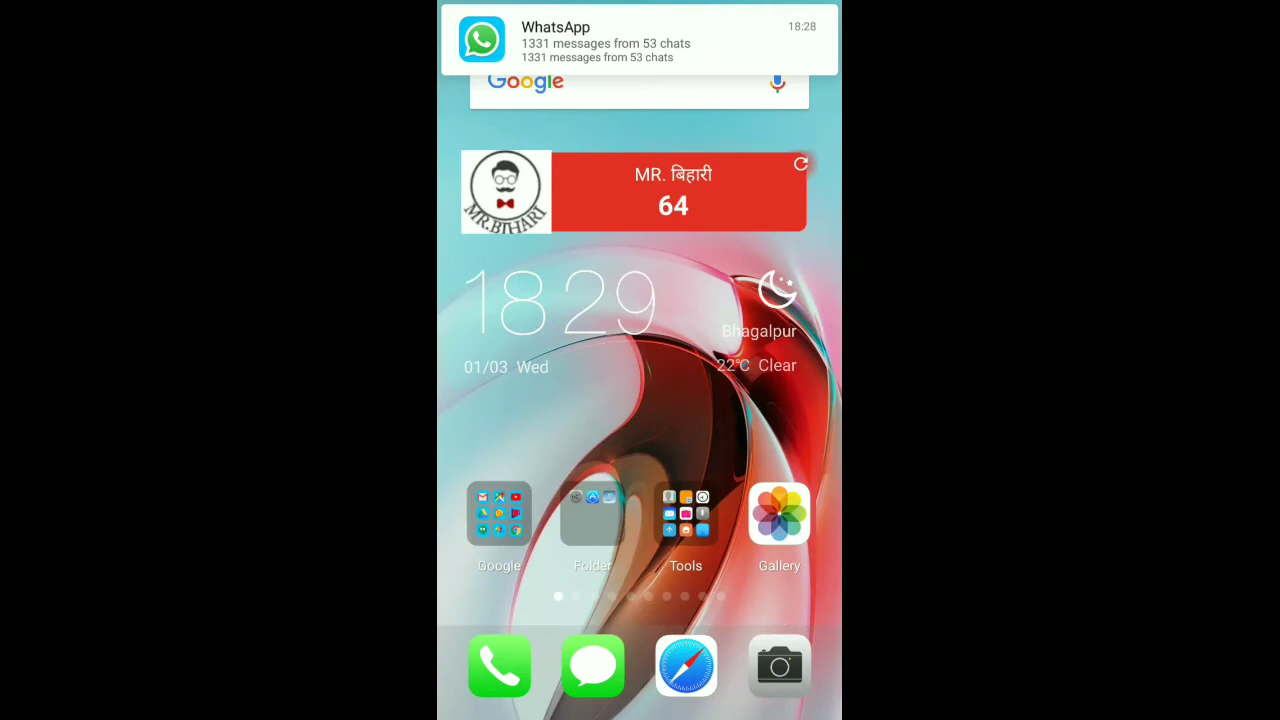 WhatsApp
18:28
1331 messages from 53 chats
1331 messages from 53 chats
Google
MR. बिहारी
64
MR.BIHARI
18 29
Bhagalpur
01/03 Wed
22°C Clear
Google
Folder
Tools
Gallery